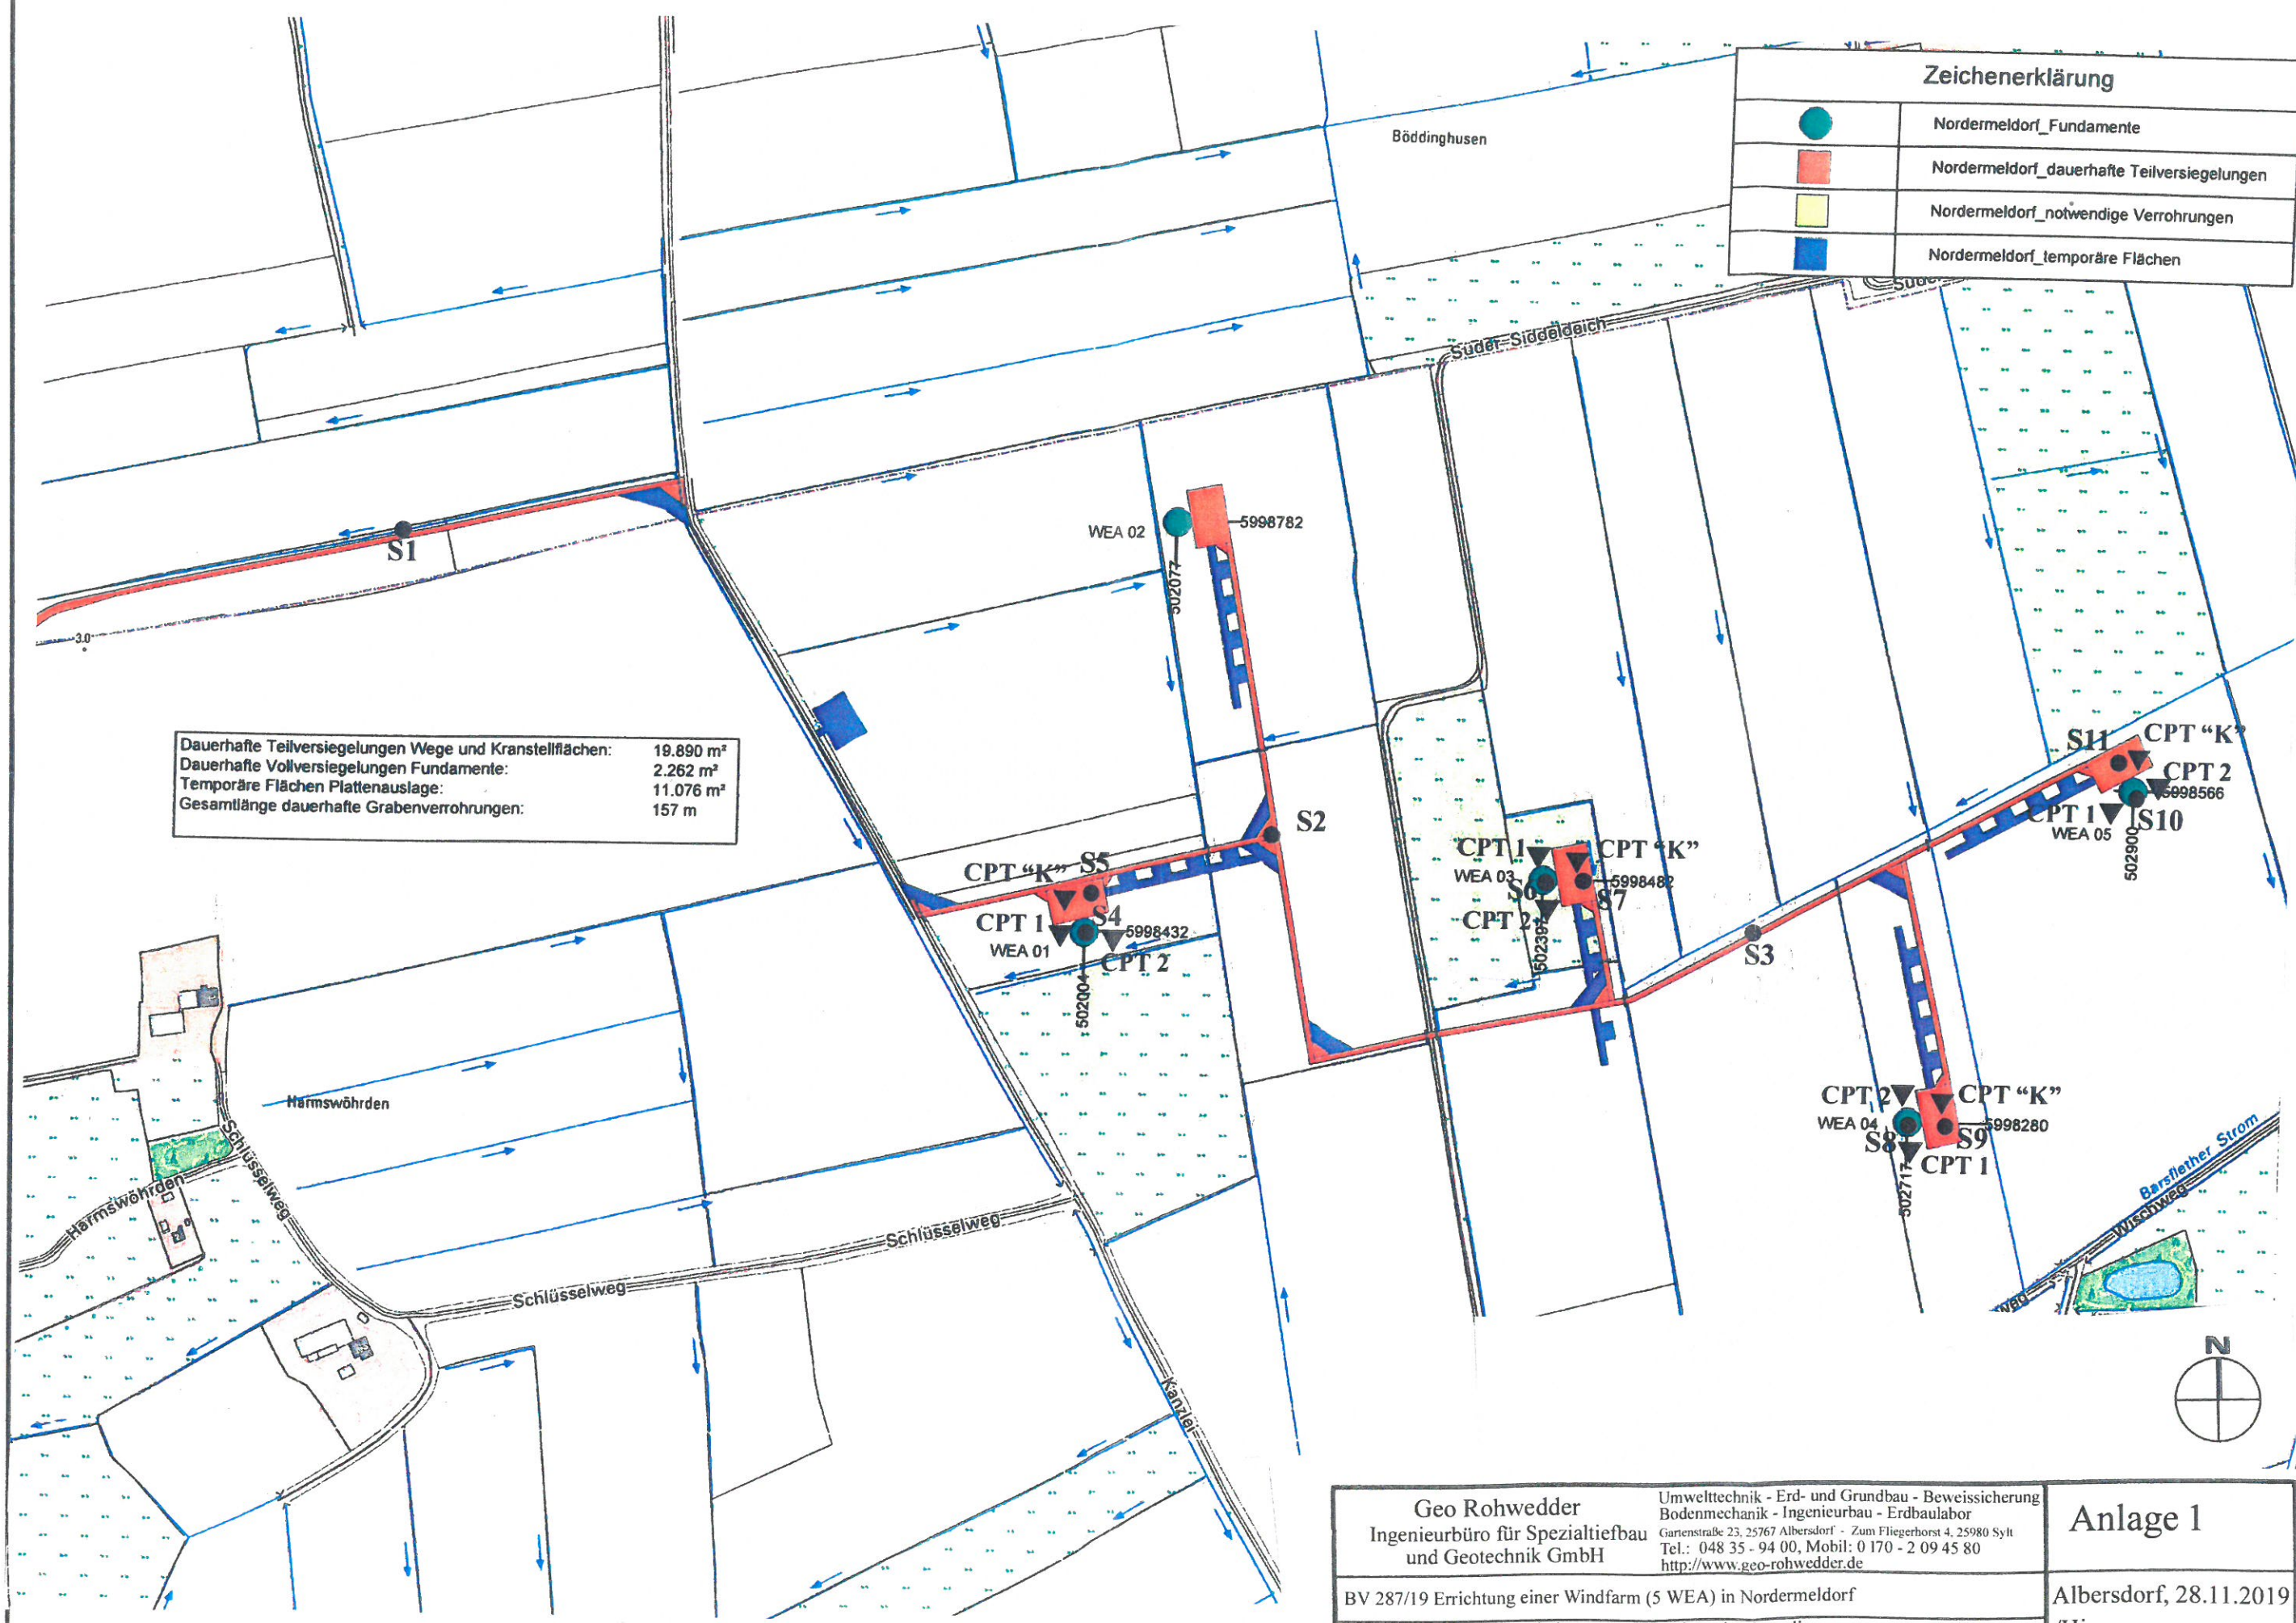 Zeichenerklärung
Nordermeldorf_Fundamente
Nordermeldorf_dauerhafte Teilversiegelungen
Nordermeldorf_notwendige Verrohrungen
Nordermeldorf_temporäre Flächen
Böddinghusen
Süder-Siddeldeich
S1
3.0
WEA 02
5998782
502077
Dauerhafte Teilversiegelungen Wege und Kranstellflächen: 19.890 m²
Dauerhafte Vollversiegelungen Fundamente: 2.262 m²
Temporäre Flächen Plattenauslage: 11.076 m²
Gesamtlänge dauerhafte Grabenverrohrungen: 157 m
S2
CPT "K"
S5
CPT 1
S4
5998432
WEA 01
CPT 2
502004
CPT 1
CPT "K"
WEA 03
S6
5998482
S7
CPT 2
S3
S11
CPT "K"
CPT 2
5998566
CPT 1
S10
WEA 05
502900
CPT 2
CPT "K"
WEA 04
S8
S9
5998280
CPT 1
502717
Barsflether Strom
Wischweg
weg
Harmswöhrden
Harmswöhrden
Schlüsselweg
Schlüsselweg
Schlüsselweg
Kanzlei
N
Geo Rohwedder
Ingenieurbüro für Spezialtiefbau
und Geotechnik GmbH
Umwelttechnik - Erd- und Grundbau - Beweissicherung
Bodenmechanik - Ingenieurbau - Erdbaulabor
Gartenstraße 23, 25767 Albersdorf - Zum Fliegerhorst 4, 25980 Sylt
Tel.: 048 35 - 94 00, Mobil: 0 170 - 2 09 45 80
http://www.geo-rohwedder.de
Anlage 1
BV 287/19 Errichtung einer Windfarm (5 WEA) in Nordermeldorf
Albersdorf, 28.11.2019